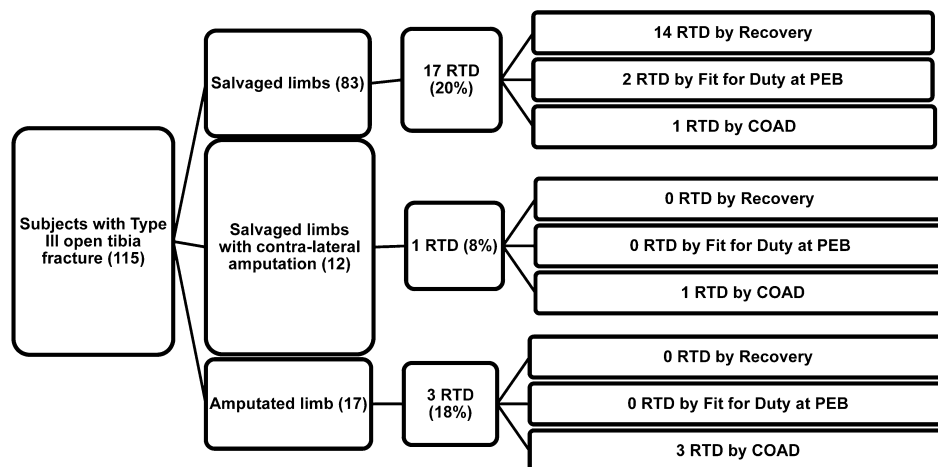 Subjects with Type
III open tibia
fracture (115)
Salvaged limbs (83)
17 RTD
(20%)
14 RTD by Recovery
2 RTD by Fit for Duty at PEB
1 RTD by COAD
Salvaged limbs
with contra-lateral
amputation (12)
1 RTD (8%)
0 RTD by Recovery
0 RTD by Fit for Duty at PEB
1 RTD by COAD
Amputated limb (17)
3 RTD
(18%)
0 RTD by Recovery
0 RTD by Fit for Duty at PEB
3 RTD by COAD